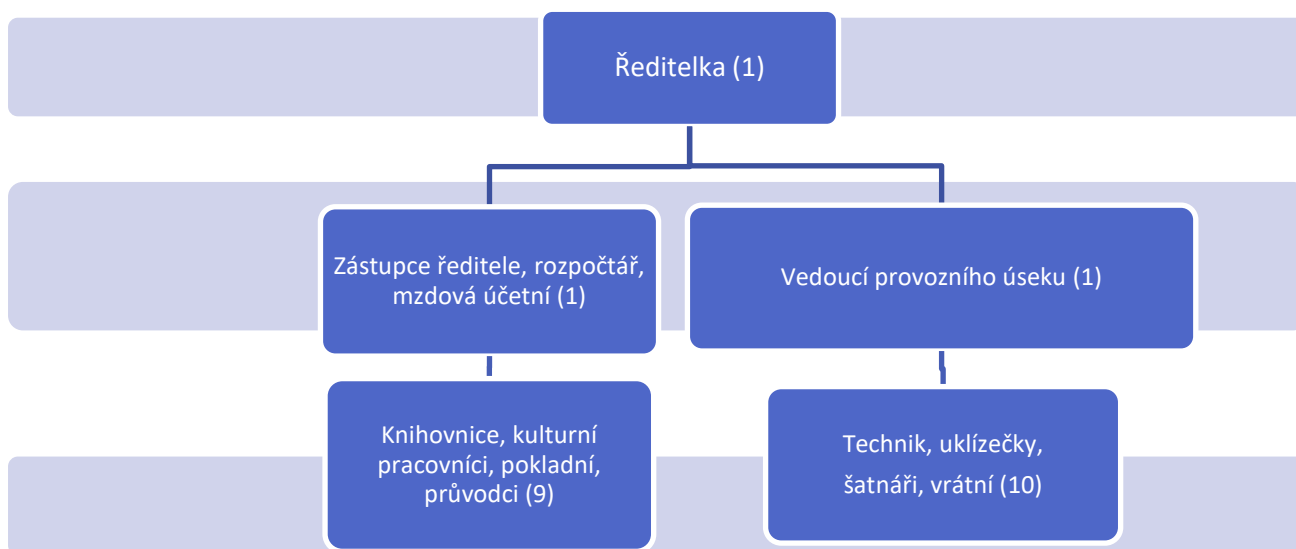 Ředitelka (1)
Zástupce ředitele, rozpočtář,
mzdová účetní (1)
Vedoucí provozního úseku (1)
Knihovnice, kulturní
pracovníci, pokladní,
průvodci (9)
Technik, uklízečky,
šatnáři, vrátní (10)